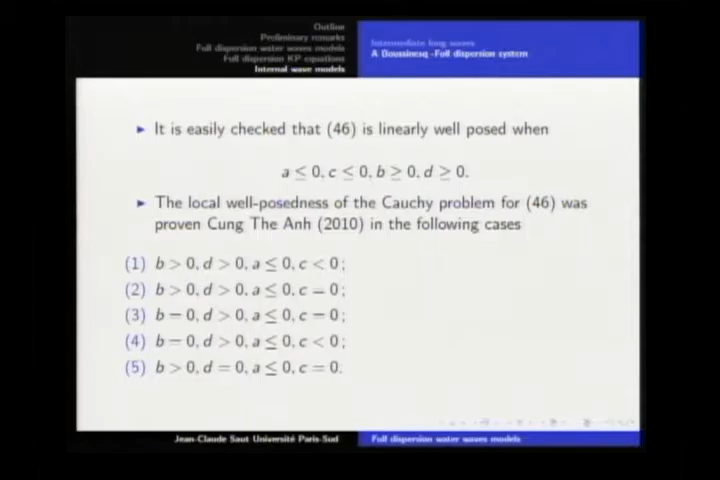 Outline
Preliminary remarks
Full dispersion water waves models
Full dispersion KP equations
Internal wave models
Intermediate long waves
A Boussinesq -Full dispersion system
► It is easily checked that (46) is linearly well posed when
a ≤ 0, c ≤ 0, b ≥ 0, d ≥ 0.
► The local well-posedness of the Cauchy problem for (46) was
proven Cung The Anh (2010) in the following cases
(1) b > 0, d > 0, a ≤ 0, c < 0;
(2) b > 0, d > 0, a ≤ 0, c = 0;
(3) b = 0, d > 0, a ≤ 0, c = 0;
(4) b = 0, d > 0, a ≤ 0, c < 0;
(5) b > 0, d = 0, a ≤ 0, c = 0.
Jean-Claude Saut Université Paris-Sud
Full dispersion water waves models